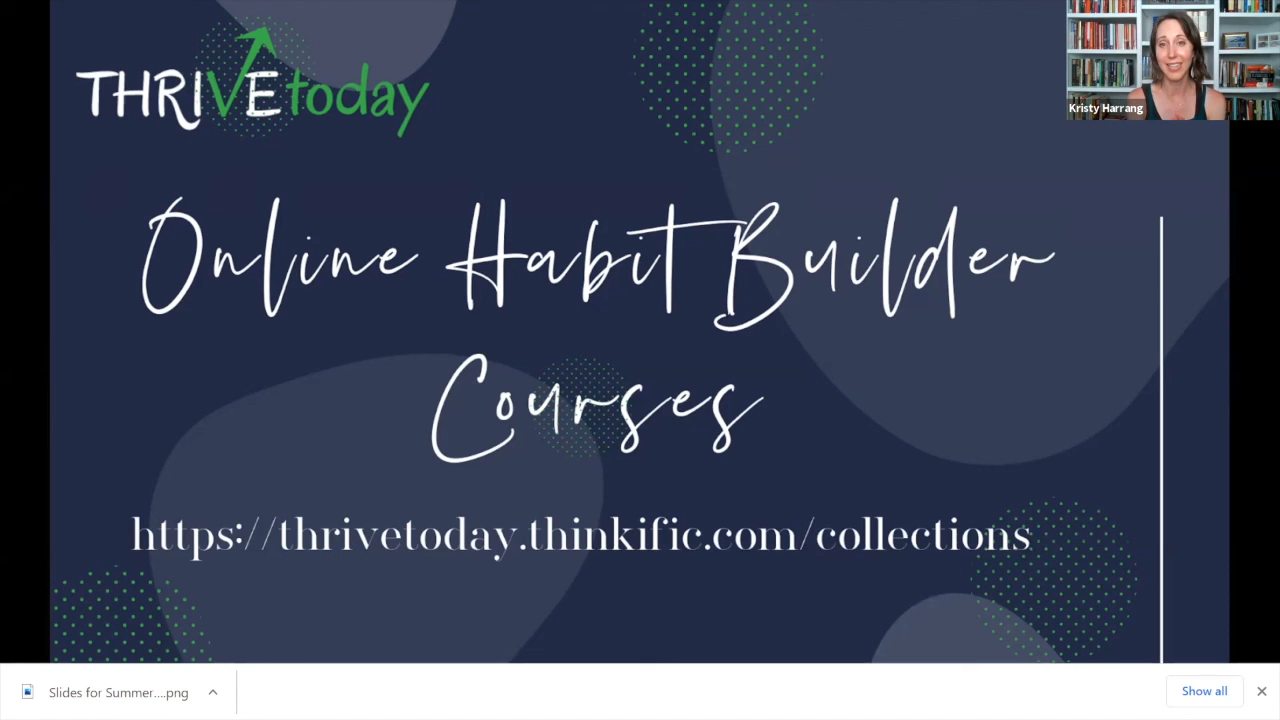 THRIVEtoday
Kristy Harrang
Online Habit Builder
Courses
https://thrivetoday.thinkific.com/collections
Slides for Summer....png
Show all